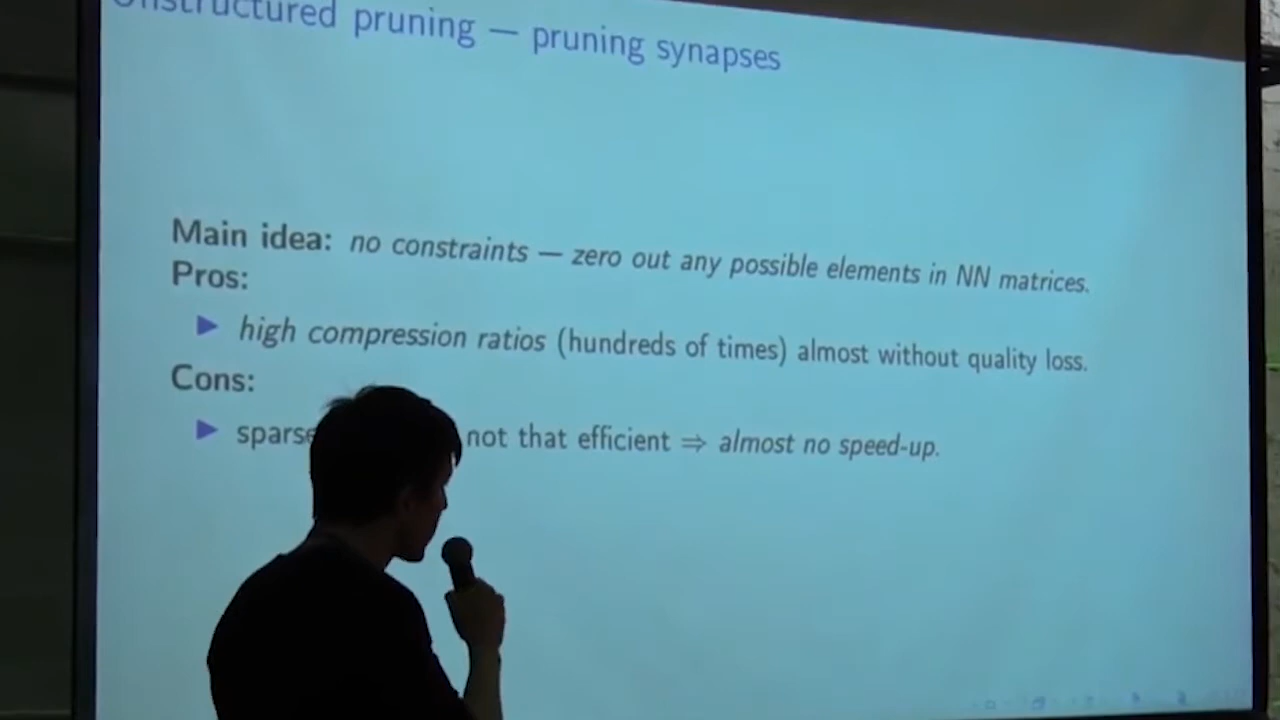 Unstructured pruning — pruning synapses
Main idea: no constraints — zero out any possible elements in NN matrices.
Pros:
▶ high compression ratios (hundreds of times) almost without quality loss.
Cons:
▶ sparse not that efficient ⇒ almost no speed-up.